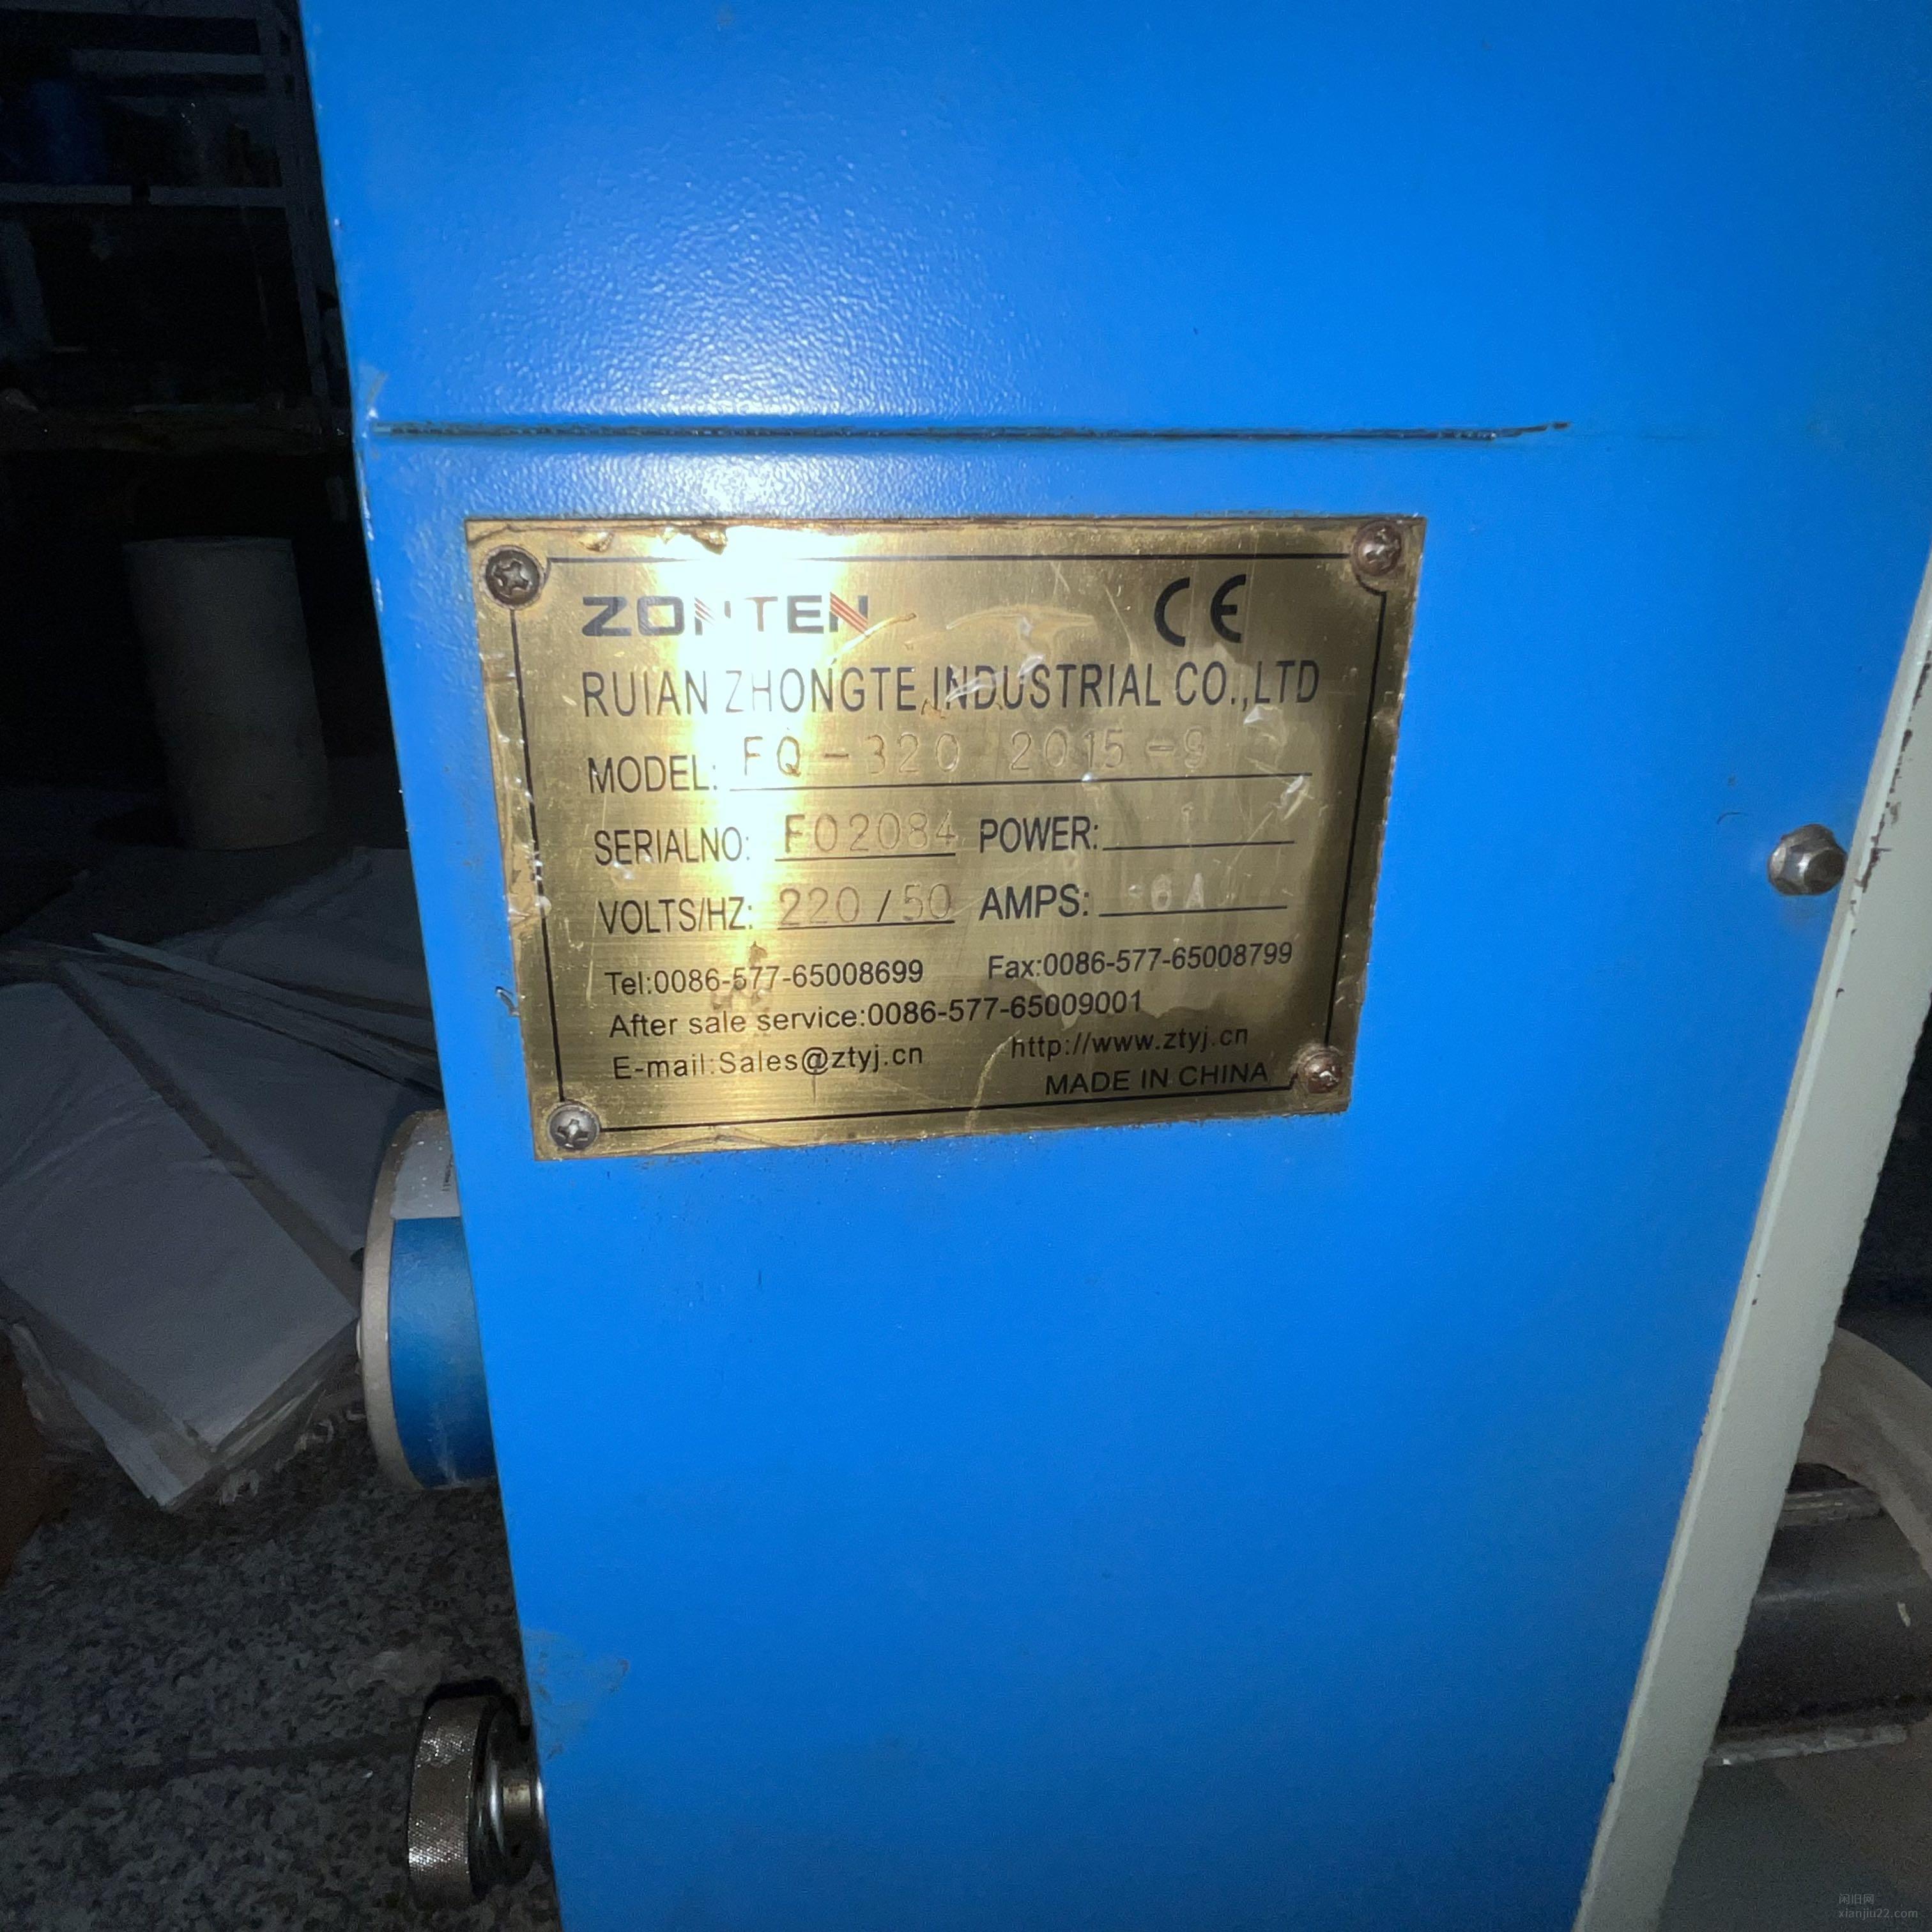 ZONTEN CE
RUIAN ZHONGTE INDUSTRIAL CO.,LTD
MODEL: FQ-320 2015-9
SERIALNO: F02084 POWER:
VOLTS/HZ: 220/50 AMPS: 6A
Tel:0086-577-65008699 Fax:0086-577-65008799
After sale service:0086-577-65009001
E-mail:Sales@ztyj.cn http://www.ztyj.cn
MADE IN CHINA
闲旧网
xianjiu22.com